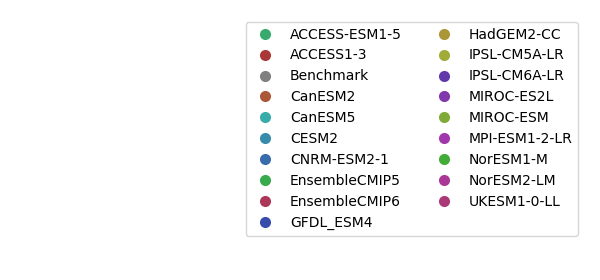 ACCESS-ESM1-5
ACCESS1-3
Benchmark
CanESM2
CanESM5
CESM2
CNRM-ESM2-1
EnsembleCMIP5
EnsembleCMIP6
GFDL_ESM4
HadGEM2-CC
IPSL-CM5A-LR
IPSL-CM6A-LR
MIROC-ES2L
MIROC-ESM
MPI-ESM1-2-LR
NorESM1-M
NorESM2-LM
UKESM1-0-LL